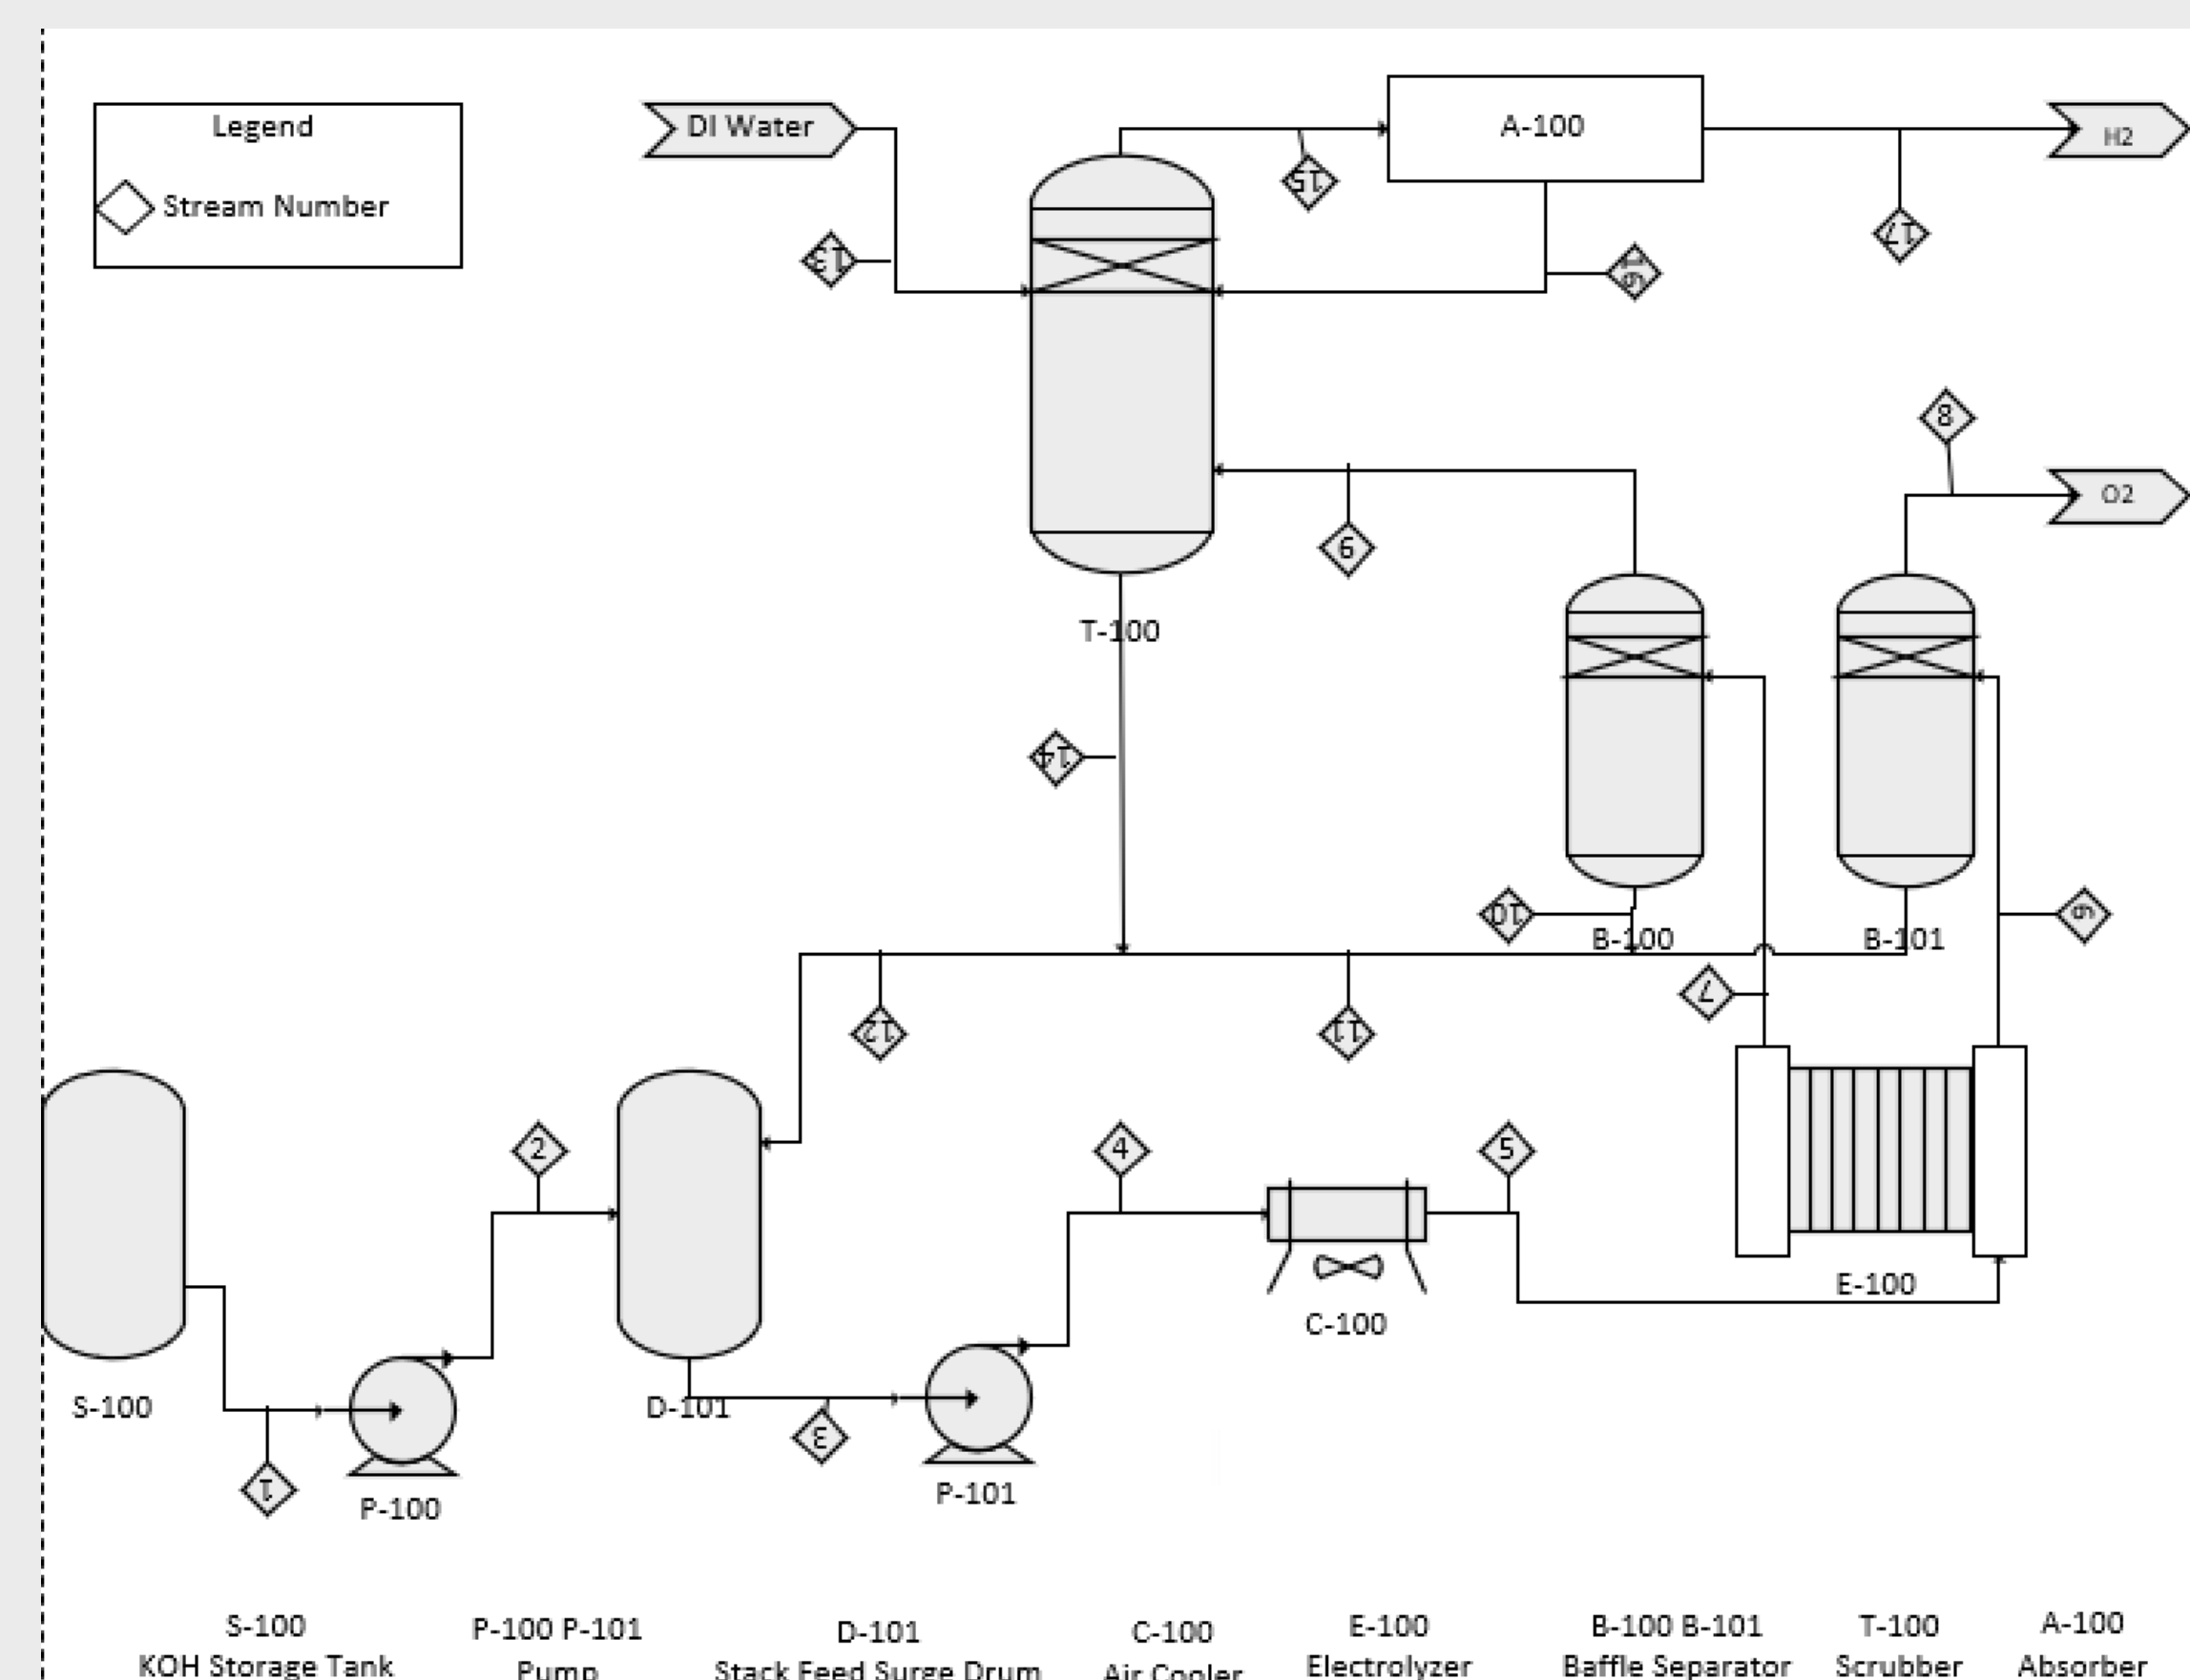 Legend
Stream Number
DI Water
A-100
H2
15
13
16
17
8
O2
9
T-100
14
10
B-100
B-101
6
7
12
11
2
4
5
E-100
C-100
S-100
D-101
3
1
P-100
P-101
S-100
KOH Storage Tank
P-100 P-101
Pump
D-101
Stack Feed Surge Drum
C-100
Air Cooler
E-100
Electrolyzer
B-100 B-101
Baffle Separator
T-100
Scrubber
A-100
Absorber